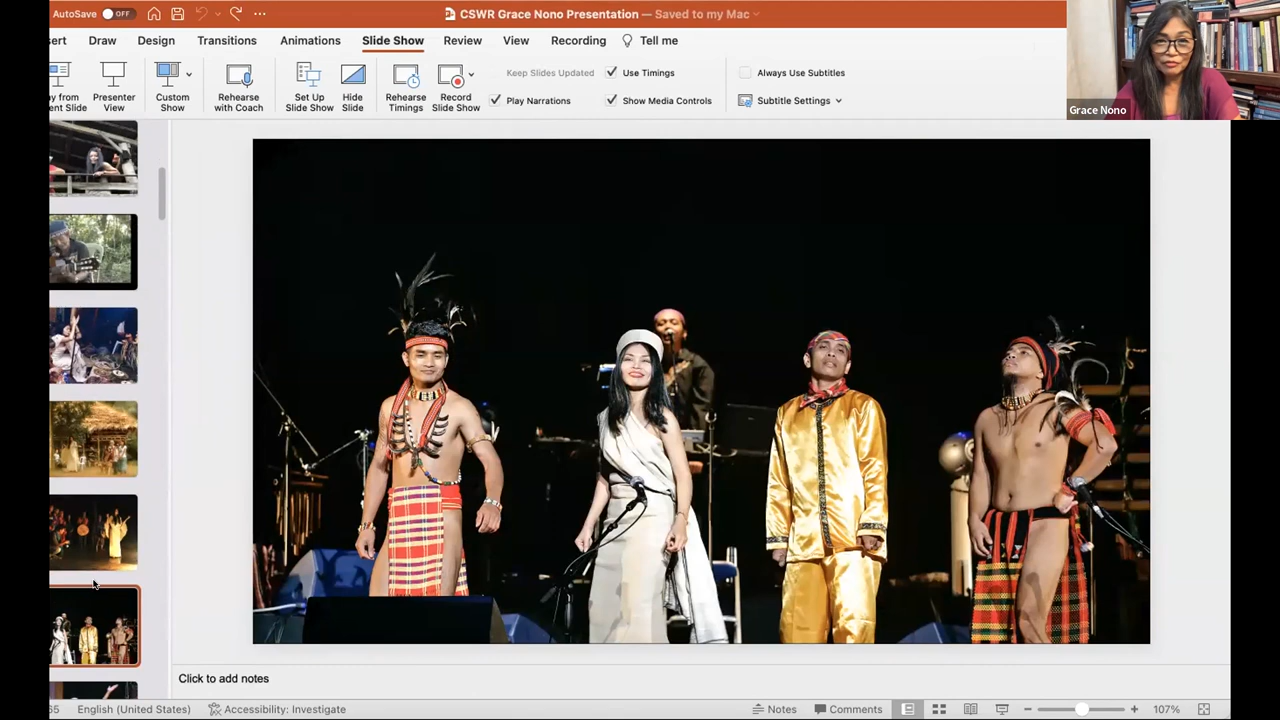 AutoSave OFF CSWR Grace Nono Presentation — Saved to my Mac
sert Draw Design Transitions Animations Slide Show Review View Recording Tell me
Keep Slides Updated Use Timings Always Use Subtitles
ay from Presenter Custom Rehearse Set Up Hide Rehearse Record Play Narrations Show Media Controls Subtitle Settings
ent Slide View Show with Coach Slide Show Slide Timings Slide Show
Grace Nono
Click to add notes
65 English (United States) Accessibility: Investigate Notes Comments 107%